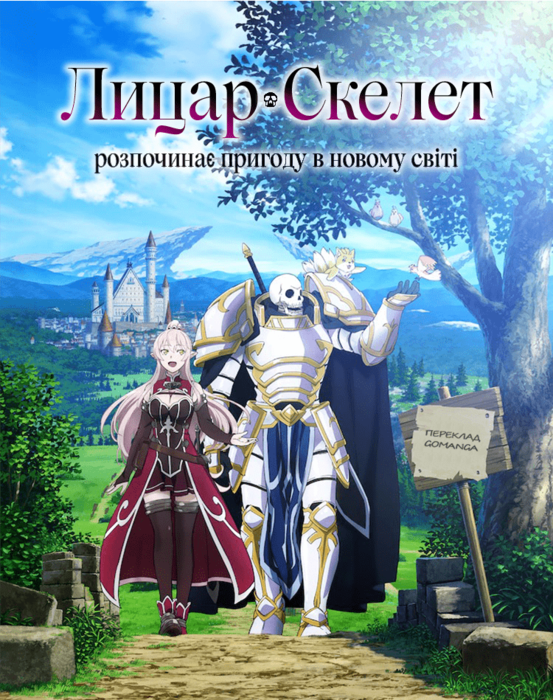 Лицар Скелет
розпочинає пригоду в новому світі
ПЕРЕКЛАД
GOMANGA